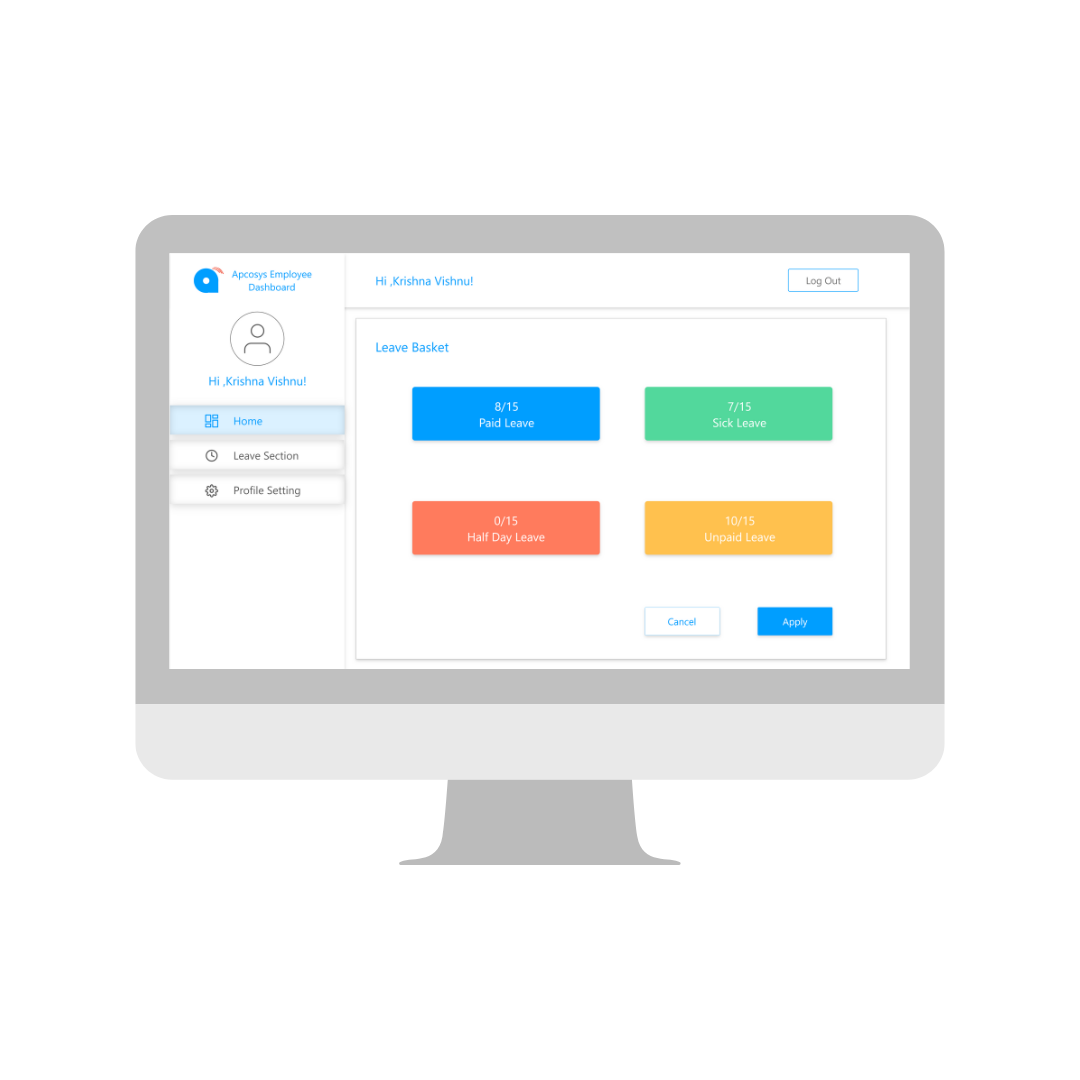 Apcosys Employee
Dashboard
Hi ,Krishna Vishnu!
Home
Leave Section
Profile Setting
Hi ,Krishna Vishnu!
Log Out
Leave Basket
8/15
Paid Leave
7/15
Sick Leave
0/15
Half Day Leave
10/15
Unpaid Leave
Cancel
Apply